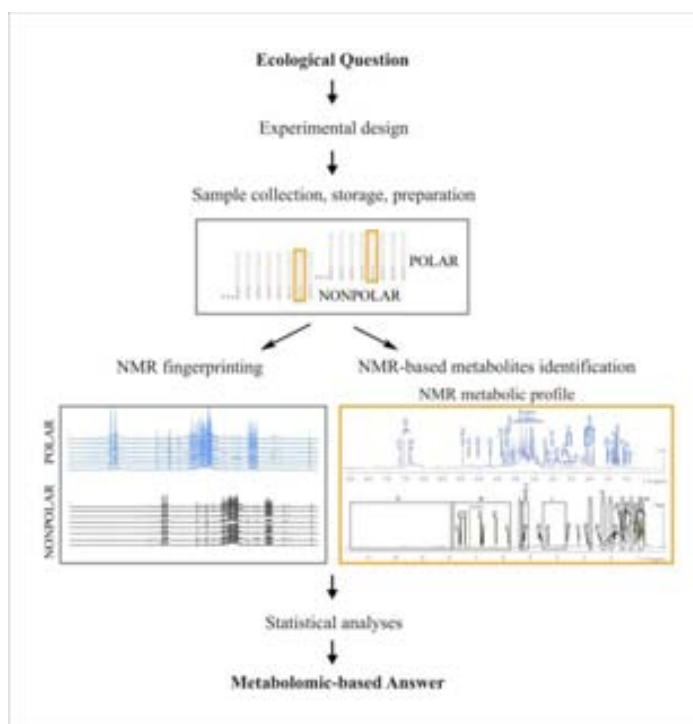 Ecological Question
Experimental design
Sample collection, storage, preparation
POLAR
NONPOLAR
NMR fingerprinting
NMR-based metabolites identification
NMR metabolic profile
POLAR
NONPOLAR
Statistical analyses
Metabolomic-based Answer